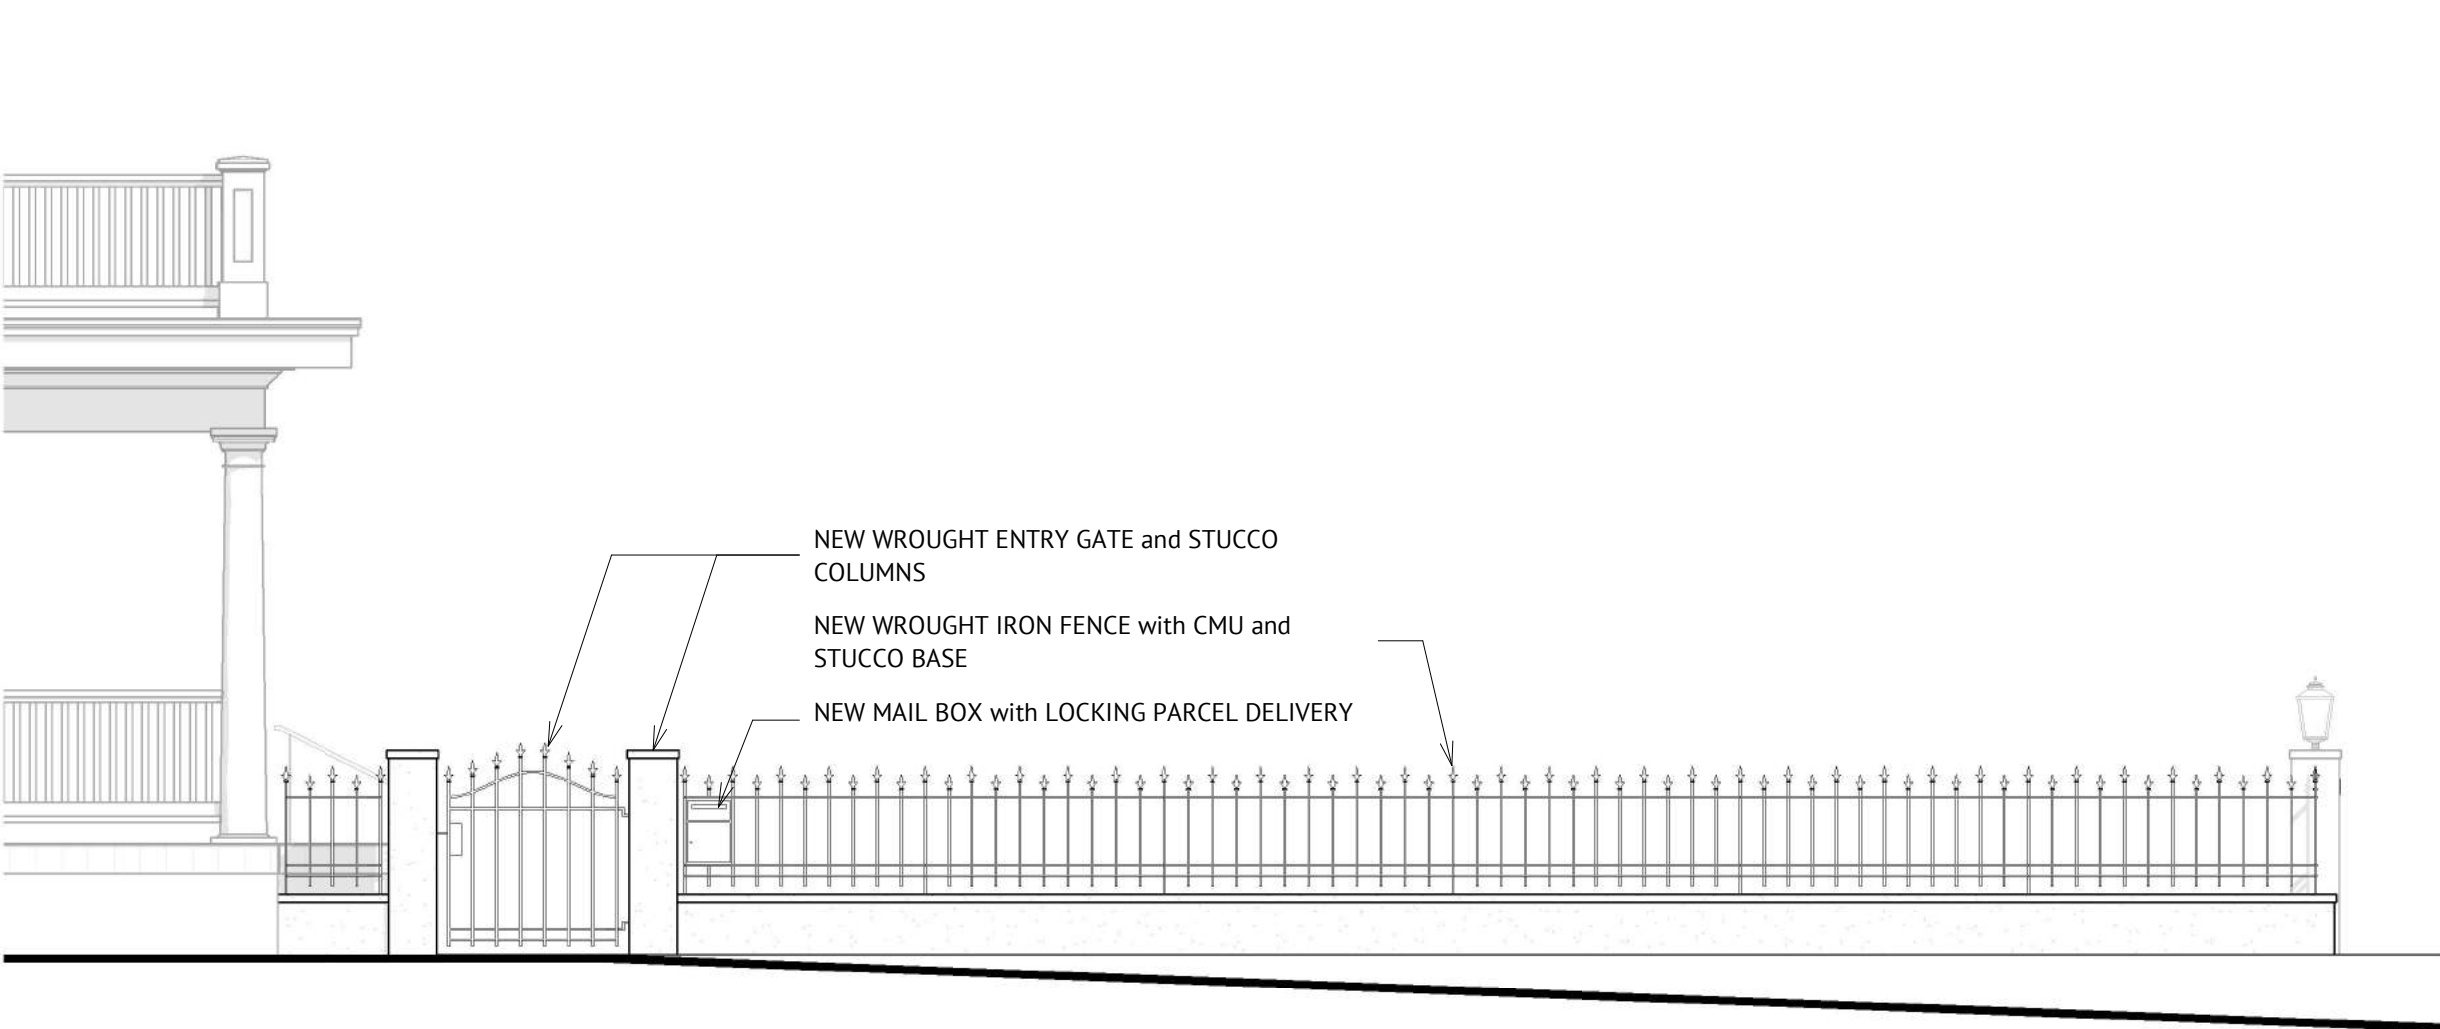 NEW WROUGHT ENTRY GATE and STUCCO
COLUMNS
NEW WROUGHT IRON FENCE with CMU and
STUCCO BASE
NEW MAIL BOX with LOCKING PARCEL DELIVERY